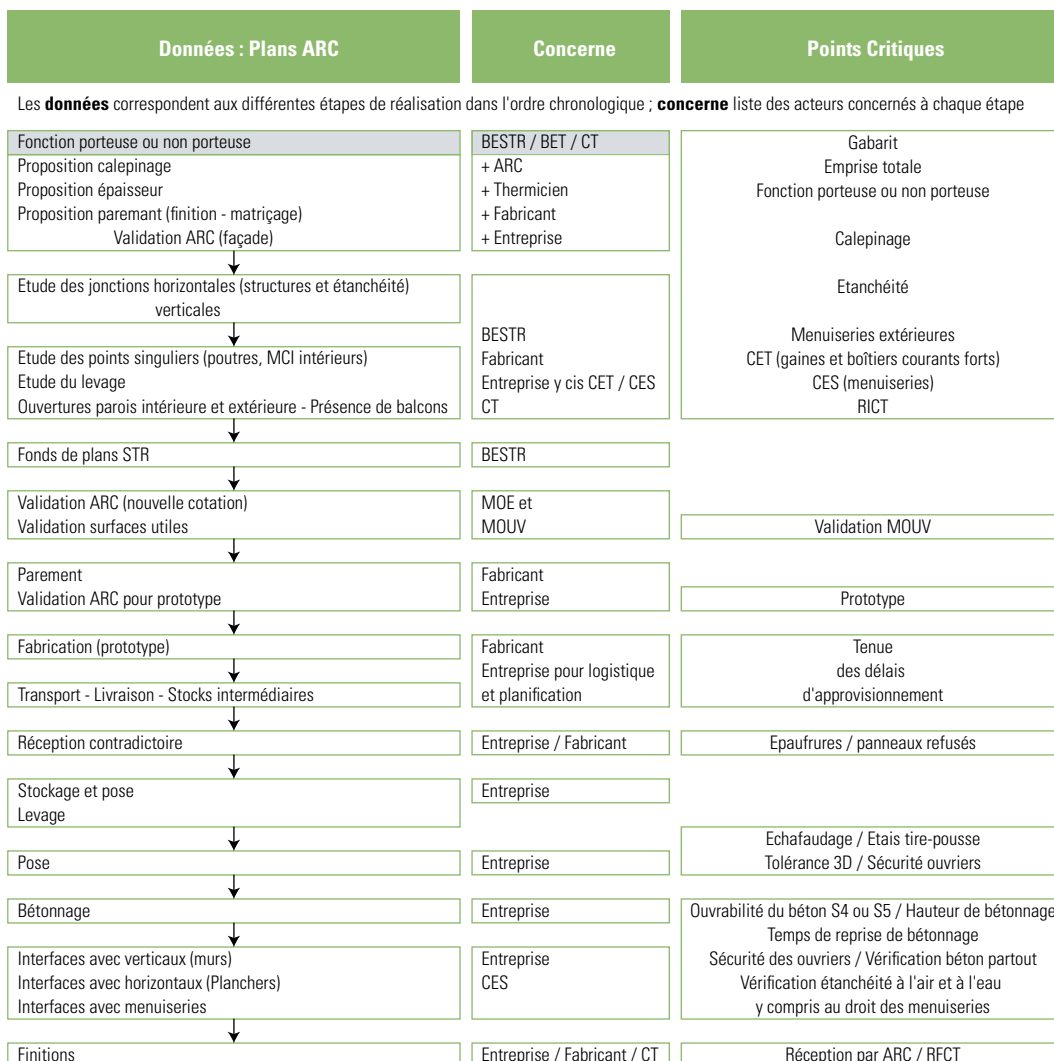 Données : Plans ARC
Concerne
Points Critiques
Les données correspondent aux différentes étapes de réalisation dans l'ordre chronologique ; concerne liste des acteurs concernés à chaque étape
Fonction porteuse ou non porteuse
Proposition calepinage
Proposition épaisseur
Proposition paremant (finition - matriçage)
Validation ARC (façade)
BESTR / BET / CT
+ ARC
+ Thermicien
+ Fabricant
+ Entreprise
Gabarit
Emprise totale
Fonction porteuse ou non porteuse
Calepinage
Etanchéité
Menuiseries extérieures
CET (gaines et boîtiers courants forts)
CES (menuiseries)
RICT
Etude des jonctions horizontales (structures et étanchéité)
verticales
Etude des points singuliers (poutres, MCI intérieurs)
Etude du levage
Ouvertures parois intérieure et extérieure - Présence de balcons
BESTR
Fabricant
Entreprise y cis CET / CES
CT
Fonds de plans STR
BESTR
Validation ARC (nouvelle cotation)
Validation surfaces utiles
MOE et
MOUV
Validation MOUV
Parement
Validation ARC pour prototype
Fabricant
Entreprise
Prototype
Fabrication (prototype)
Transport - Livraison - Stocks intermédiaires
Fabricant
Entreprise pour logistique
et planification
Tenue
des délais
d'approvisionnement
Réception contradictoire
Entreprise / Fabricant
Epaufrures / panneaux refusés
Stockage et pose
Levage
Entreprise
Pose
Entreprise
Echafaudage / Etais tire-pousse
Tolérance 3D / Sécurité ouvriers
Bétonnage
Entreprise
Ouvrabilité du béton S4 ou S5 / Hauteur de bétonnage
Temps de reprise de bétonnage
Sécurité des ouvriers / Vérification béton partout
Vérification étanchéité à l'air et à l'eau
y compris au droit des menuiseries
Interfaces avec verticaux (murs)
Interfaces avec horizontaux (Planchers)
Interfaces avec menuiseries
Entreprise
CES
Finitions
Entreprise / Fabricant / CT
Réception par ARC / RFCT